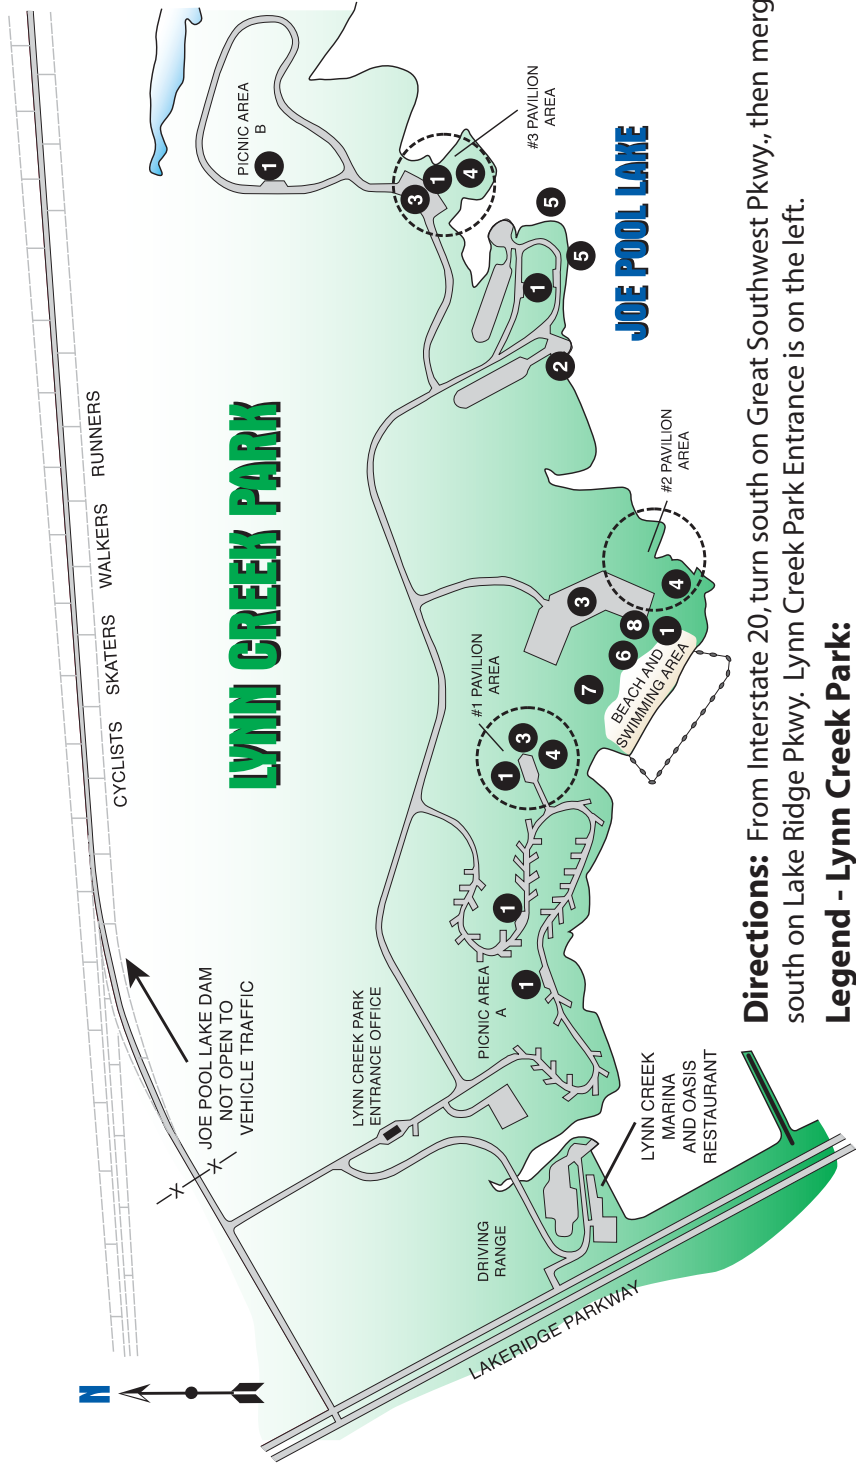 N
CYCLISTS SKATERS WALKERS RUNNERS
JOE POOL LAKE DAM
NOT OPEN TO
VEHICLE TRAFFIC
X X
LYNN CREEK PARK
PICNIC AREA
B
1
LYNN CREEK PARK
ENTRANCE OFFICE
3
1
4
#3 PAVILION
AREA
DRIVING
RANGE
PICNIC AREA
A
1
1
#1 PAVILION
AREA
1
3
4
7
6
8
3
1
4
#2 PAVILION
AREA
BEACH AND
SWIMMING AREA
2
1
5
5
JOE POOL LAKE
LYNN CREEK
MARINA
AND OASIS
RESTAURANT
LAKERIDGE PARKWAY
Directions: From Interstate 20, turn south on Great Southwest Pkwy., then merg
south on Lake Ridge Pkwy. Lynn Creek Park Entrance is on the left.
Legend - Lynn Creek Park: